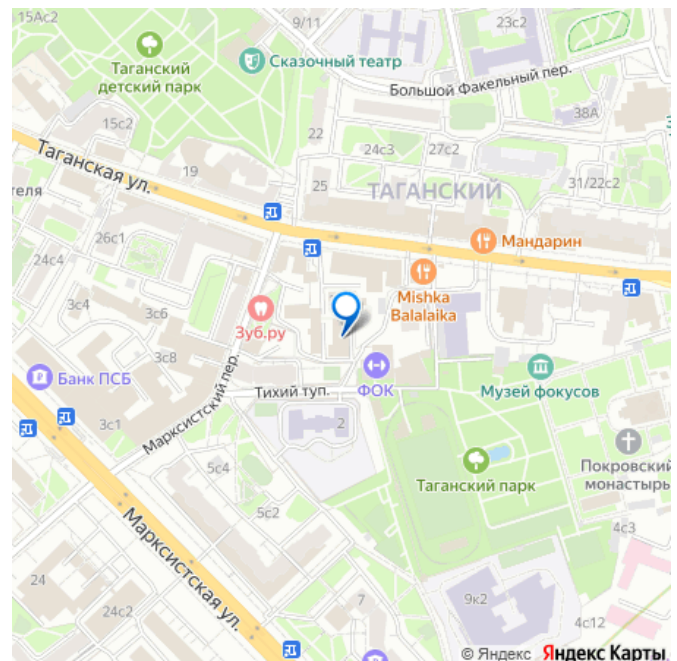 15Ас2
9/11
23с2
Таганский
детский парк
Сказочный театр
Большой Факельный пер.
38А
15с2
22
24с3
27с2
Таганская ул.
19
25
ТАГАНСКИЙ
31/22с2
теля
26с1
Мандарин
24с4
Mishka
Balalaika
3с4
3с6
Зуб.ру
3с8
Банк ПСБ
Марксистский пер.
Тихий туп.
ФОК
Музей фокусов
3с1
2
Таганский парк
Покровский
монастырь
5с4
5с2
4с3
Марксистская ул.
24
24с2
7
9к2
4с12
© Яндекс Яндекс Карты